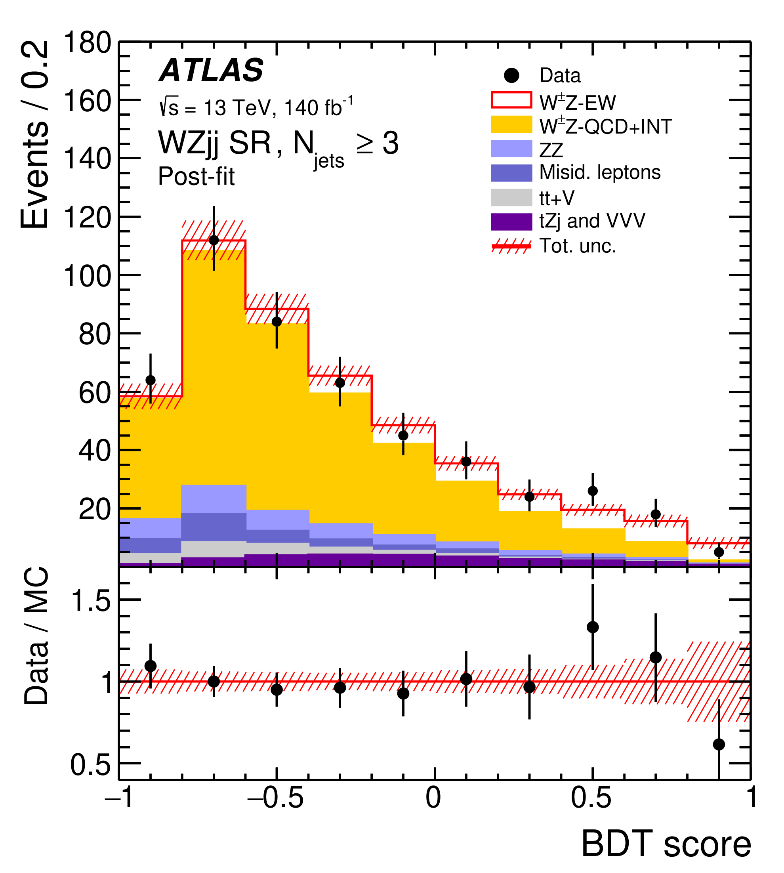 180
160
140
120
100
80
60
40
20
Events / 0.2
ATLAS
√s = 13 TeV, 140 fb⁻¹
WZjj SR, N_jets ≥ 3
Post-fit
Data
W±Z-EW
W±Z-QCD+INT
ZZ
Misid. leptons
tt+V
tZj and VVV
Tot. unc.
1.5
1
0.5
Data / MC
−1 −0.5 0 0.5 1
BDT score